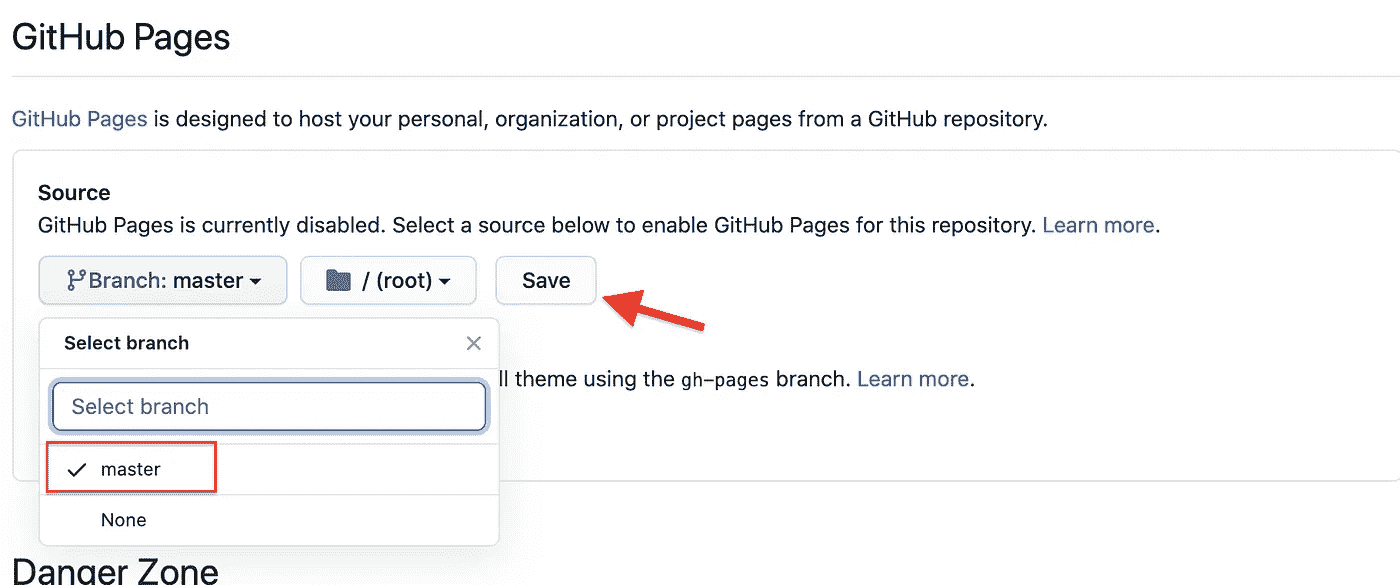 GitHub Pages
GitHub Pages is designed to host your personal, organization, or project pages from a GitHub repository.
Source
GitHub Pages is currently disabled. Select a source below to enable GitHub Pages for this repository. Learn more.
Branch: master / (root) Save
Select branch
theme using the gh-pages branch. Learn more.
Select branch
master
None
Danger Zone